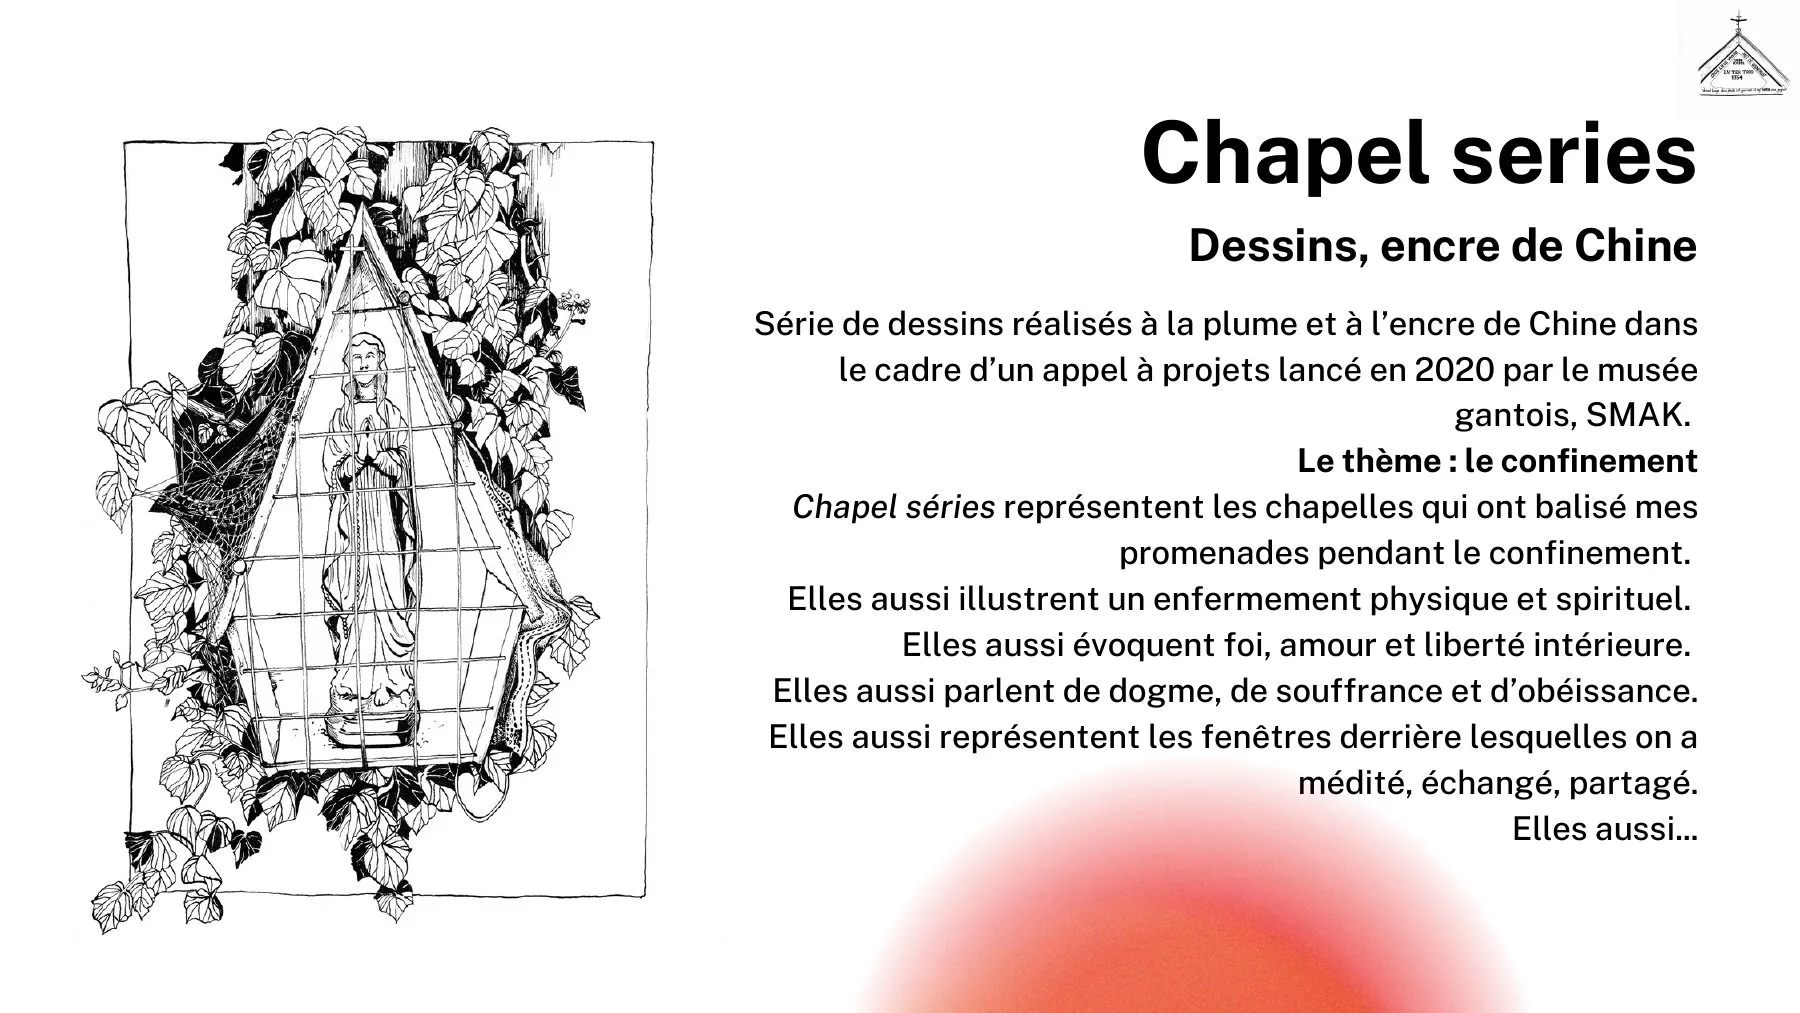 LV TER TRID
1954
Chapel series
Dessins, encre de Chine
Série de dessins réalisés à la plume et à l’encre de Chine dans
le cadre d’un appel à projets lancé en 2020 par le musée
gantois, SMAK.
Le thème : le confinement
Chapel séries représentent les chapelles qui ont balisé mes
promenades pendant le confinement.
Elles aussi illustrent un enfermement physique et spirituel.
Elles aussi évoquent foi, amour et liberté intérieure.
Elles aussi parlent de dogme, de souffrance et d’obéissance.
Elles aussi représentent les fenêtres derrière lesquelles on a
médité, échangé, partagé.
Elles aussi...